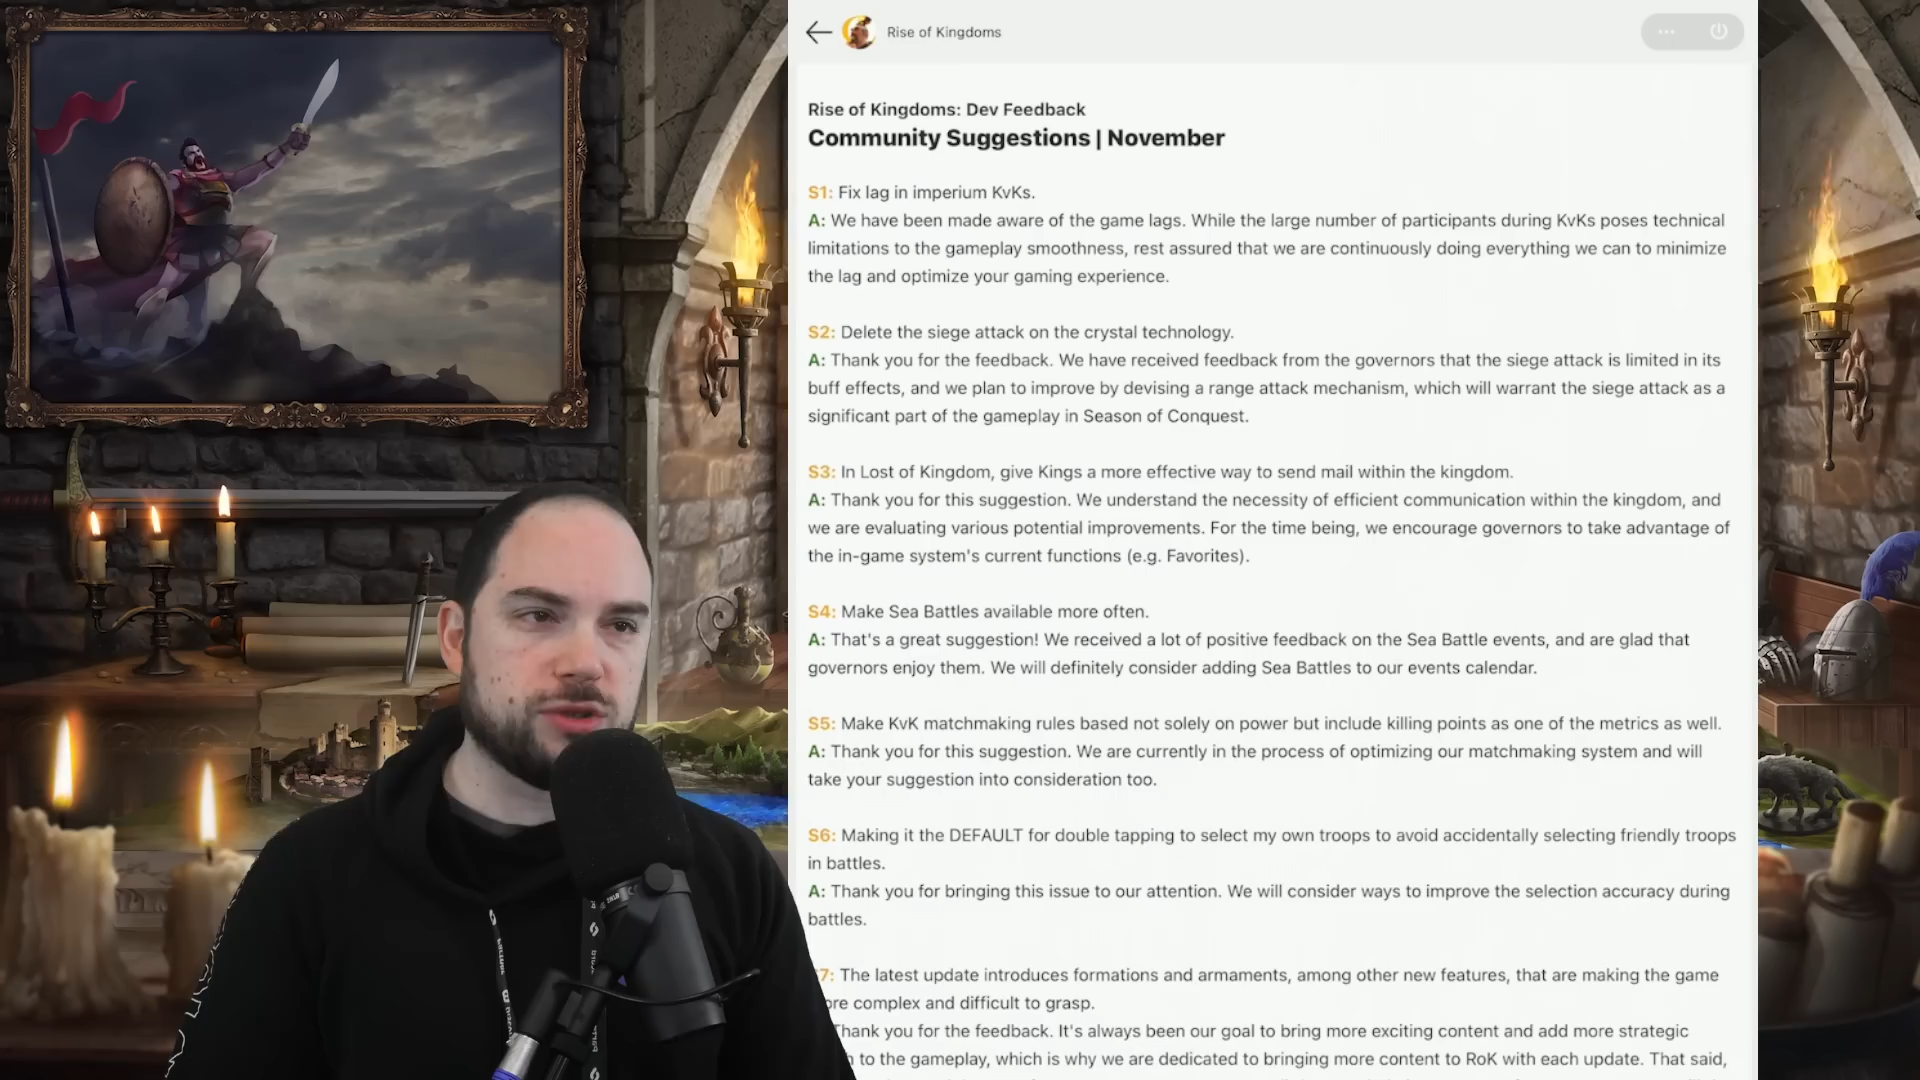 Rise of Kingdoms
Rise of Kingdoms: Dev Feedback
Community Suggestions | November
S1: Fix lag in imperium KvKs.
A: We have been made aware of the game lags. While the large number of participants during KvKs poses technical
limitations to the gameplay smoothness, rest assured that we are continuously doing everything we can to minimize
the lag and optimize your gaming experience.
S2: Delete the siege attack on the crystal technology.
A: Thank you for the feedback. We have received feedback from the governors that the siege attack is limited in its
buff effects, and we plan to improve by devising a range attack mechanism, which will warrant the siege attack as a
significant part of the gameplay in Season of Conquest.
S3: In Lost of Kingdom, give Kings a more effective way to send mail within the kingdom.
A: Thank you for this suggestion. We understand the necessity of efficient communication within the kingdom, and
we are evaluating various potential improvements. For the time being, we encourage governors to take advantage of
the in-game system's current functions (e.g. Favorites).
S4: Make Sea Battles available more often.
A: That's a great suggestion! We received a lot of positive feedback on the Sea Battle events, and are glad that
governors enjoy them. We will definitely consider adding Sea Battles to our events calendar.
S5: Make KvK matchmaking rules based not solely on power but include killing points as one of the metrics as well.
A: Thank you for this suggestion. We are currently in the process of optimizing our matchmaking system and will
take your suggestion into consideration too.
S6: Making it the DEFAULT for double tapping to select my own troops to avoid accidentally selecting friendly troops
in battles.
A: Thank you for bringing this issue to our attention. We will consider ways to improve the selection accuracy during
battles.
7: The latest update introduces formations and armaments, among other new features, that are making the game
ore complex and difficult to grasp.
Thank you for the feedback. It's always been our goal to bring more exciting content and add more strategic
to the gameplay, which is why we are dedicated to bringing more content to RoK with each update. That said,